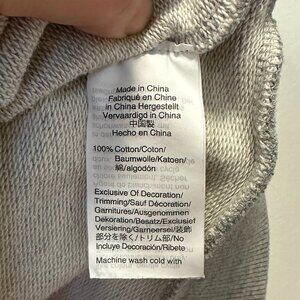 Made in China
Fabriqué en Chine
in China Hergestellt
Vervaardigd in China
中国製
Hecho en China
100% Cotton/Coton/
Baumwolle/Katoen/
綿/algodón
Exclusive Of Decoration/
Trimming/Sauf Décoration/
Garnitures/Ausgenommen
Dekoration/Besatz/Exclusief
Versiering/Garneersel/装飾
部分を除く/トリム部/No
Incluye Decoración/Ribete
Machine wash cold with